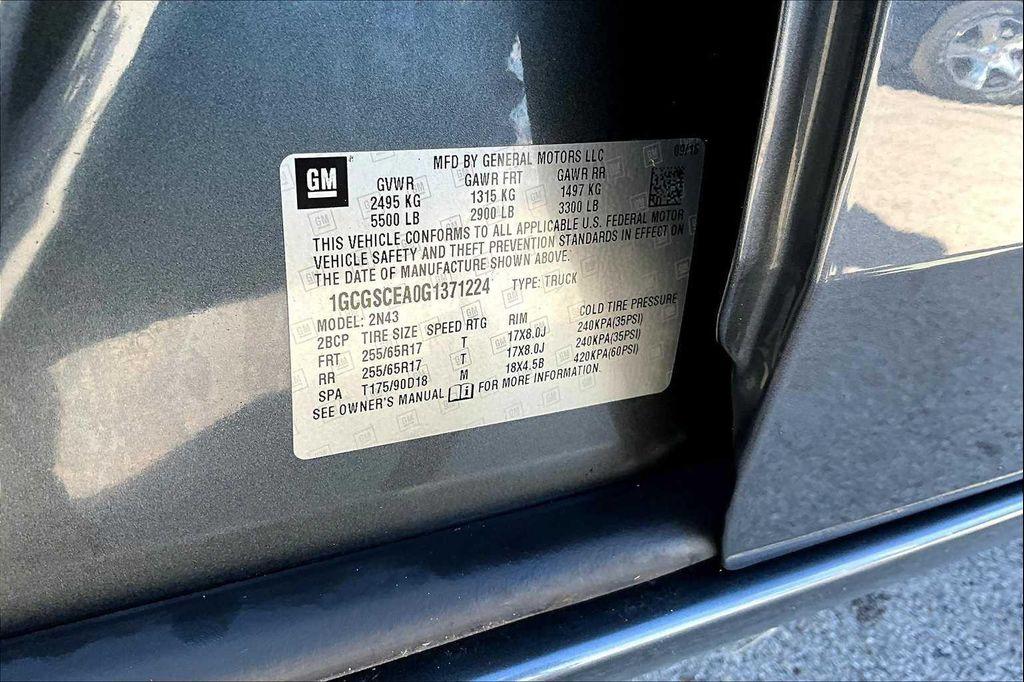 GM
MFD BY GENERAL MOTORS LLC
09/15
GVWR GAWR FRT GAWR RR
2495 KG 1315 KG 1497 KG
5500 LB 2900 LB 3300 LB
THIS VEHICLE CONFORMS TO ALL APPLICABLE U.S. FEDERAL MOTOR
VEHICLE SAFETY AND THEFT PREVENTION STANDARDS IN EFFECT ON
THE DATE OF MANUFACTURE SHOWN ABOVE.
1GCGSCEA0G1371224 TYPE: TRUCK
MODEL: 2N43
2BCP TIRE SIZE SPEED RTG RIM COLD TIRE PRESSURE
FRT 255/65R17 T 17X8.0J 240KPA(35PSI)
RR 255/65R17 T 17X8.0J 240KPA(35PSI)
SPA T175/90D18 M 18X4.5B 420KPA(60PSI)
SEE OWNER'S MANUAL FOR MORE INFORMATION.